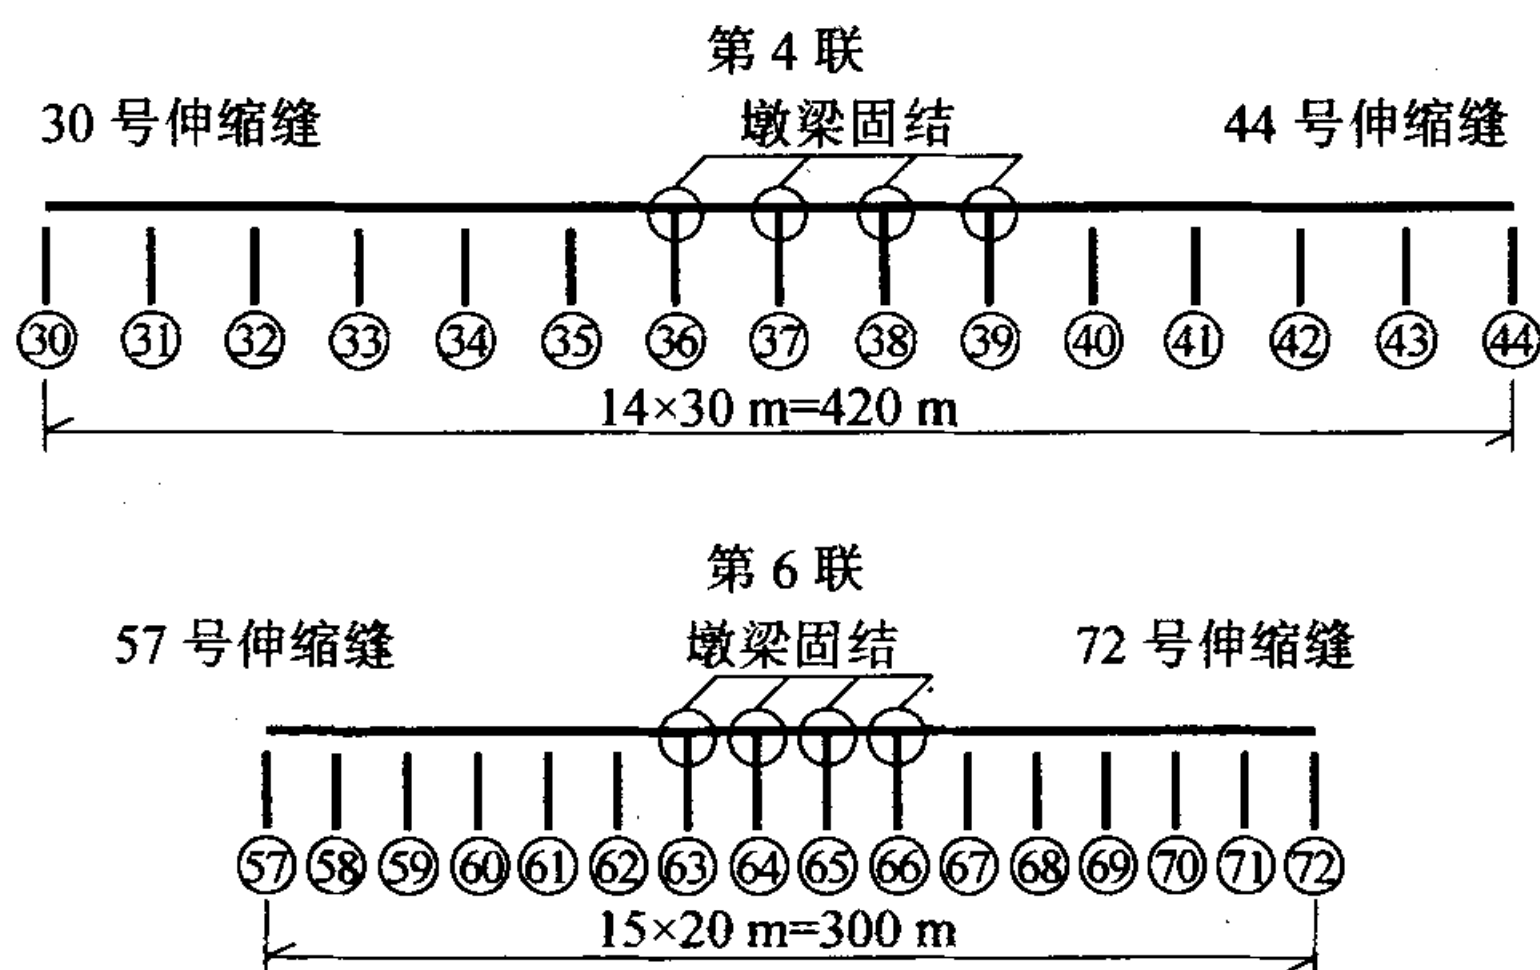 第 4 联
30 号伸缩缝 墩梁固结 44 号伸缩缝
30 31 32 33 34 35 36 37 38 39 40 41 42 43 44
14×30 m=420 m
第 6 联
57 号伸缩缝 墩梁固结 72 号伸缩缝
57 58 59 60 61 62 63 64 65 66 67 68 69 70 71 72
15×20 m=300 m